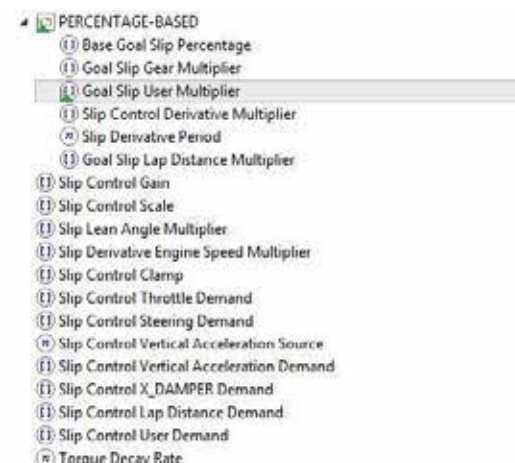 PERCENTAGE-BASED
Base Goal Slip Percentage
Goal Slip Gear Multiplier
Goal Slip User Multiplier
Slip Control Derivative Multiplier
Slip Derivative Period
Goal Slip Lap Distance Multiplier
Slip Control Gain
Slip Control Scale
Slip Lean Angle Multiplier
Slip Derivative Engine Speed Multiplier
Slip Control Clamp
Slip Control Throttle Demand
Slip Control Steering Demand
Slip Control Vertical Acceleration Source
Slip Control Vertical Acceleration Demand
Slip Control X_DAMPER Demand
Slip Control Lap Distance Demand
Slip Control User Demand
Torque Decay Rate